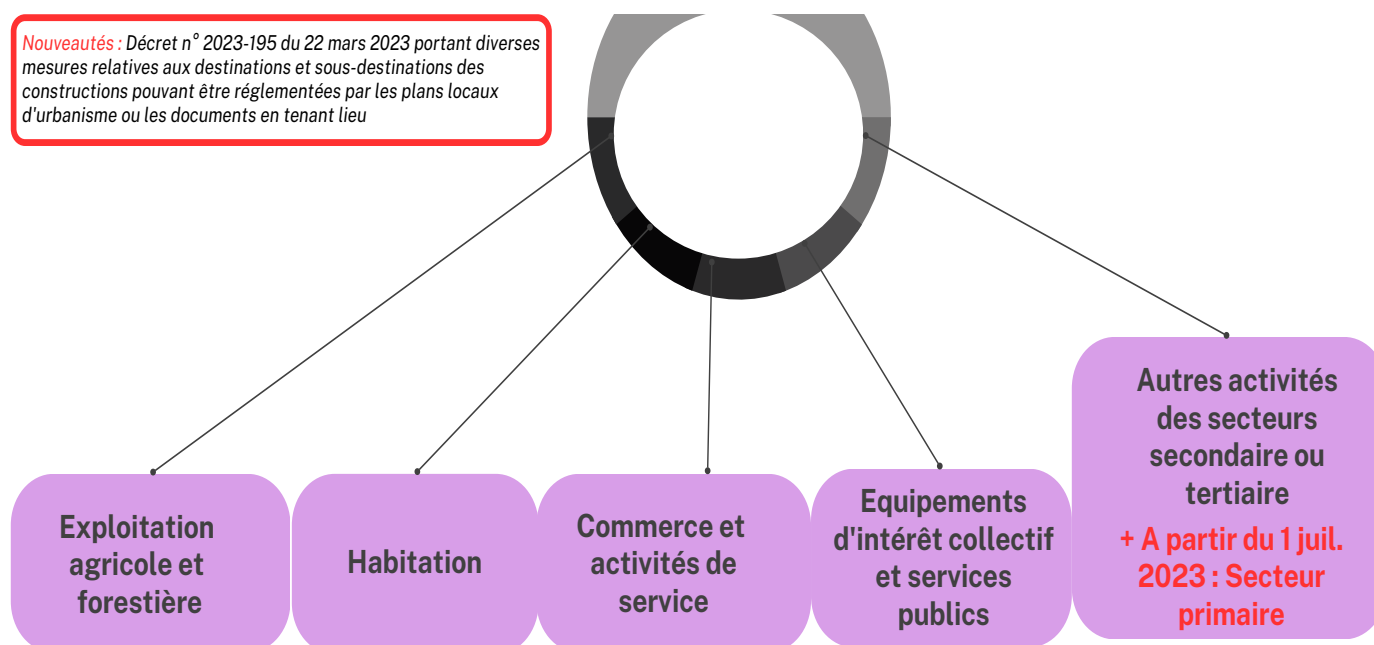 Nouveautés : Décret n° 2023-195 du 22 mars 2023 portant diverses
mesures relatives aux destinations et sous-destinations des
constructions pouvant être réglementées par les plans locaux
d'urbanisme ou les documents en tenant lieu
Exploitation
agricole et
forestière
Habitation
Commerce et
activités de
service
Equipements
d'intérêt collectif
et services
publics
Autres activités
des secteurs
secondaire ou
tertiaire
+ A partir du 1 juil.
2023 : Secteur
primaire